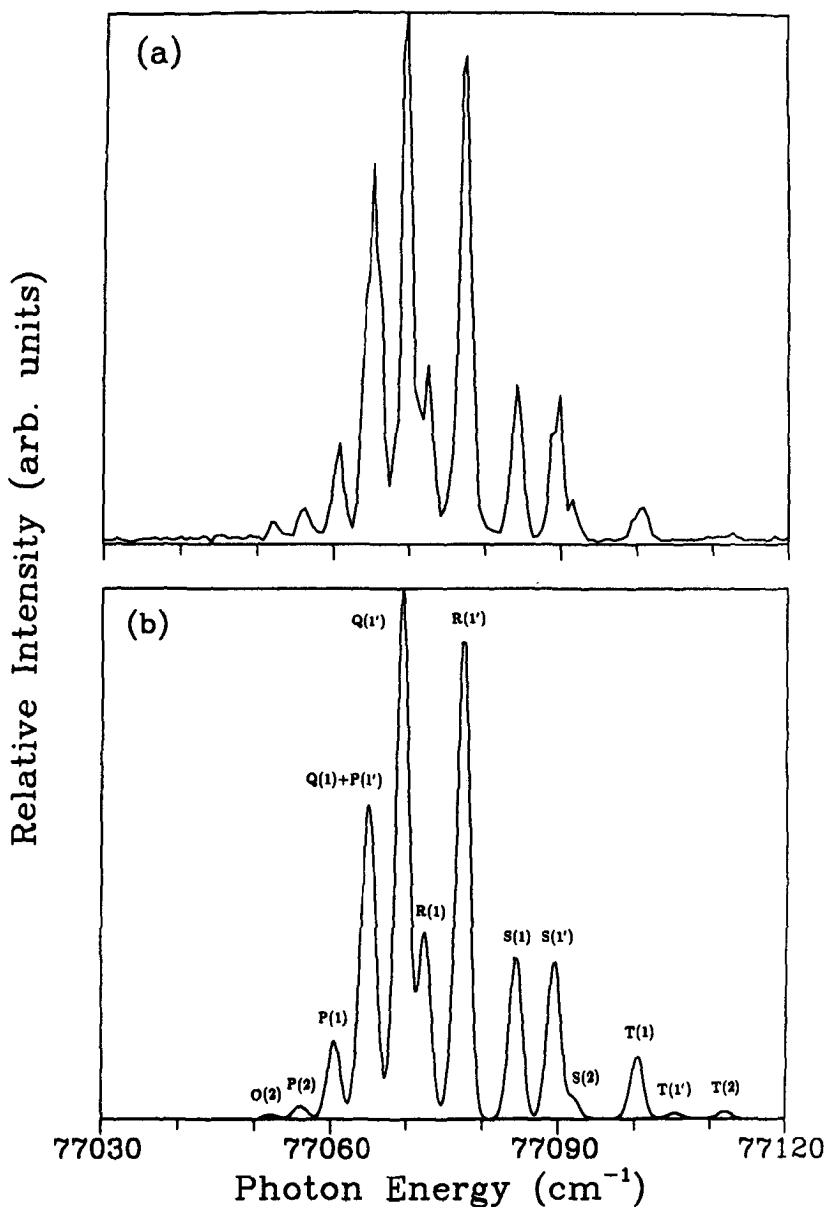 (a)
(b)
Q(1')
R(1')
Q(1)+P(1')
R(1)
S(1) S(1')
P(1)
T(1)
S(2)
O(2) P(2)
T(1') T(2)
77030 77060 77090 77120
Photon Energy (cm⁻¹)
Relative Intensity (arb. units)